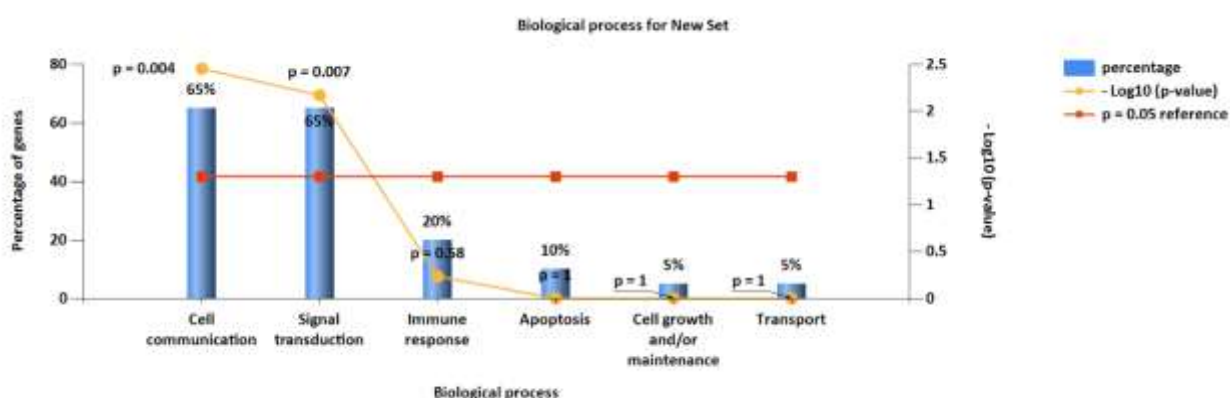 Biological process for New Set
80
60
40
20
0
Percentage of genes
p = 0.004
65%
p = 0.007
65%
20%
p = 0.58
10%
p = 1
5%
p = 1
5%
p = 1
2.5
2
1.5
1
0.5
0
- Log10 (p-value)
percentage
- Log10 (p-value)
p = 0.05 reference
Cell
communication
Signal
transduction
Immune
response
Apoptosis
Cell growth
and/or
maintenance
Transport
Biological process